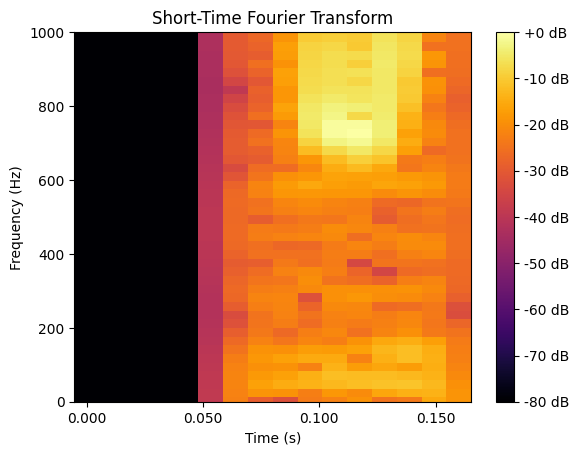 Short-Time Fourier Transform
1000
800
600
400
200
0
Frequency (Hz)
0.000
0.050
0.100
0.150
Time (s)
+0 dB
-10 dB
-20 dB
-30 dB
-40 dB
-50 dB
-60 dB
-70 dB
-80 dB